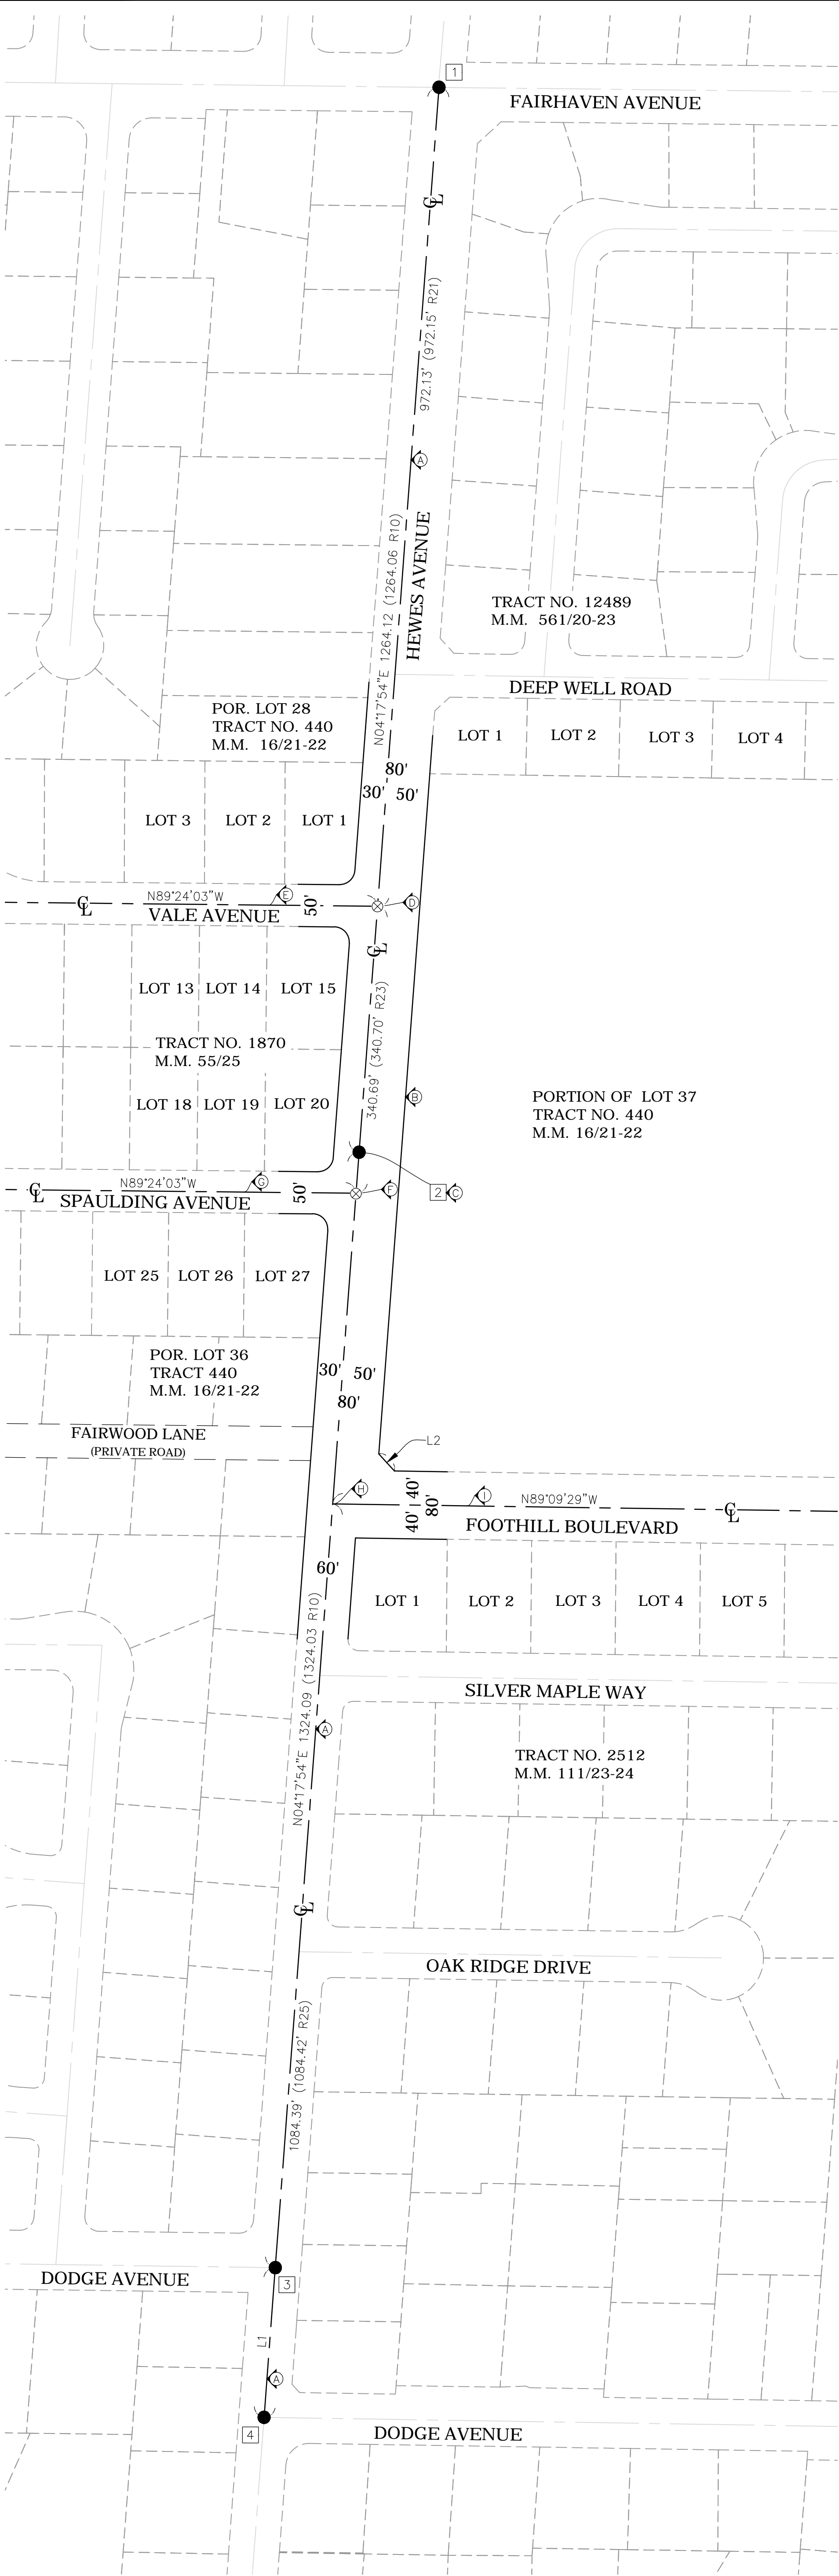 1
FAIRHAVEN AVENUE
CL
972.13' (972.15' R21)
A
N04°17'54"E 1264.12 (1264.06 R10)
HEWES AVENUE
TRACT NO. 12489
M.M. 561/20-23
DEEP WELL ROAD
POR. LOT 28
TRACT NO. 440
M.M. 16/21-22
LOT 1
LOT 2
LOT 3
LOT 4
80'
30' 50'
LOT 3
LOT 2
LOT 1
N89°24'03"W
E
D
CL
VALE AVENUE
50'
CL
LOT 13
LOT 14
LOT 15
340.69' (340.70' R23)
TRACT NO. 1870
M.M. 55/25
B
PORTION OF LOT 37
TRACT NO. 440
M.M. 16/21-22
LOT 18
LOT 19
LOT 20
N89°24'03"W
G
F
2
C
CL
SPAULDING AVENUE
50'
LOT 25
LOT 26
LOT 27
POR. LOT 36
TRACT 440
M.M. 16/21-22
30' 50'
80'
FAIRWOOD LANE
(PRIVATE ROAD)
L2
H
40' 40'
80'
I
N89°09'29"W
CL
FOOTHILL BOULEVARD
60'
LOT 1
LOT 2
LOT 3
LOT 4
LOT 5
N04°17'54"E 1324.09 (1324.03 R10)
SILVER MAPLE WAY
A
TRACT NO. 2512
M.M. 111/23-24
CL
OAK RIDGE DRIVE
1084.39' (1084.42' R25)
DODGE AVENUE
3
L1
A
4
DODGE AVENUE